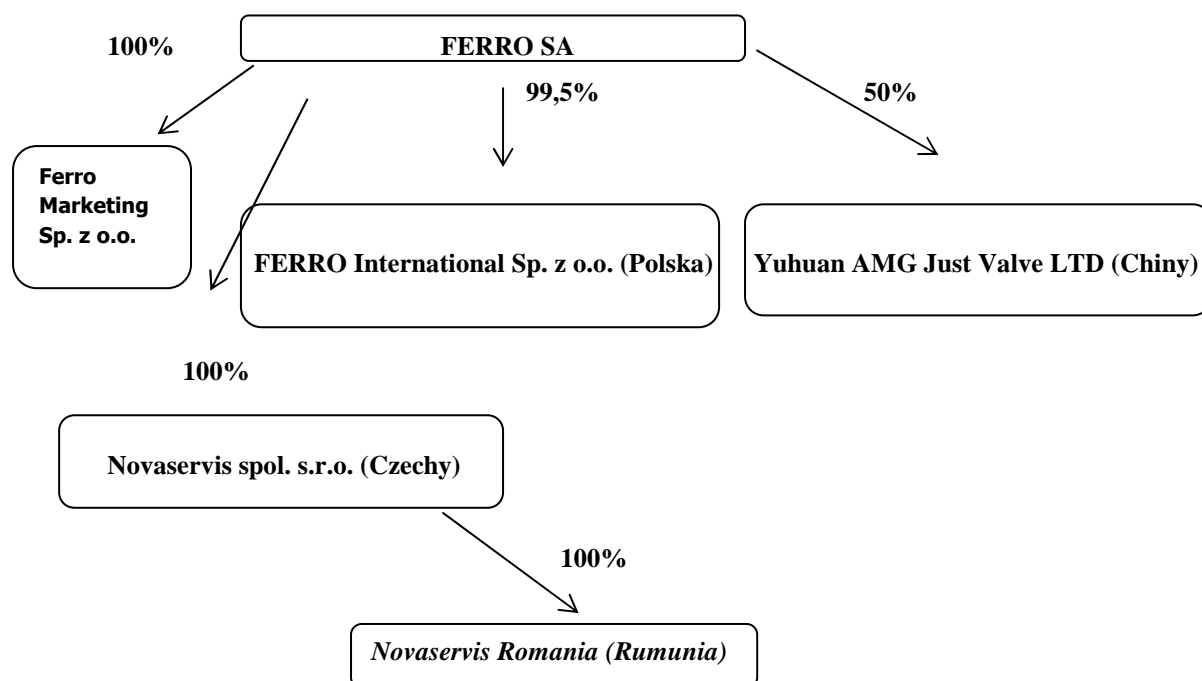 100%
FERRO SA
99,5%
50%
Ferro
Marketing
Sp. z o.o.
FERRO International Sp. z o.o. (Polska)
Yuhuan AMG Just Valve LTD (Chiny)
100%
Novaservis spol. s.r.o. (Czechy)
100%
Novaservis Romania (Rumunia)